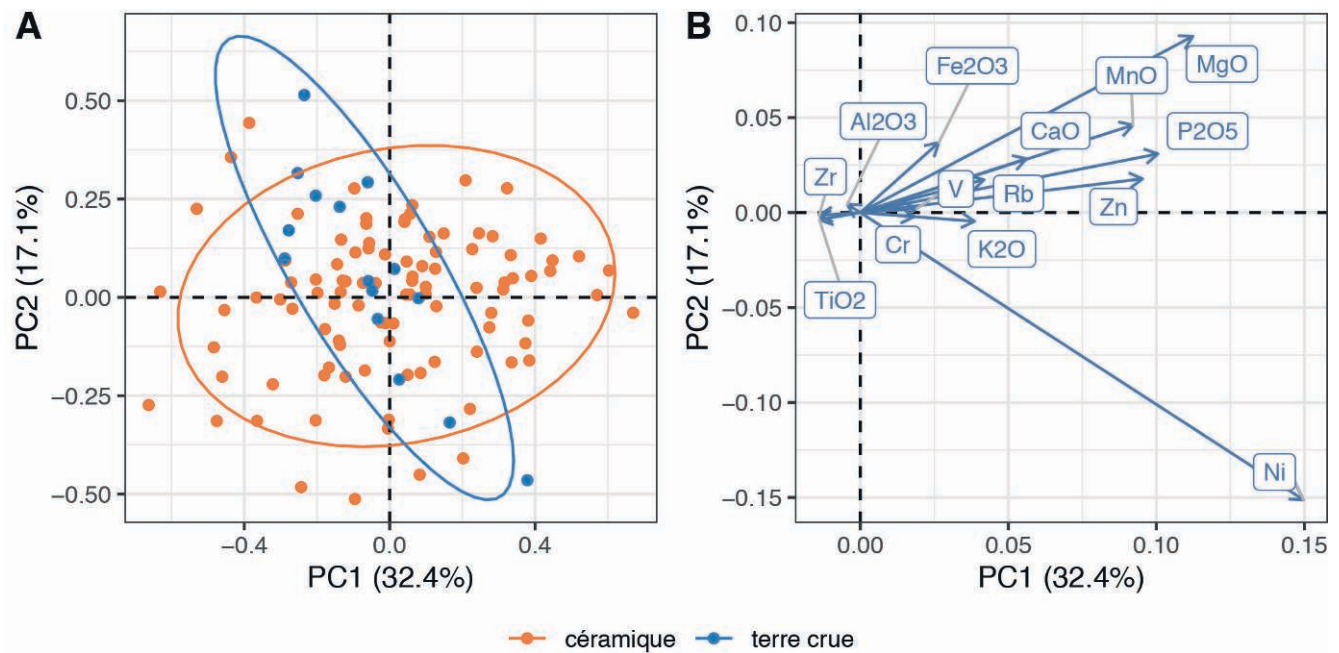 A
B
0.50
0.25
0.00
−0.25
−0.50
PC2 (17.1%)
−0.4
0.0
0.4
PC1 (32.4%)
0.10
0.05
0.00
−0.05
−0.10
−0.15
PC2 (17.1%)
Fe2O3
MnO
MgO
Al2O3
CaO
P2O5
Zr
V
Rb
Zn
Cr
K2O
TiO2
Ni
0.00
0.05
0.10
0.15
PC1 (32.4%)
céramique
terre crue